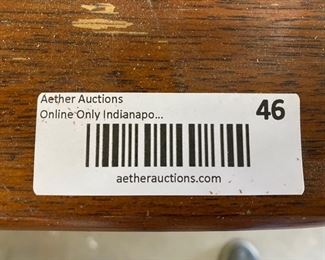 Aether Auctions
Online Only Indianapo...
46
aetherauctions.com